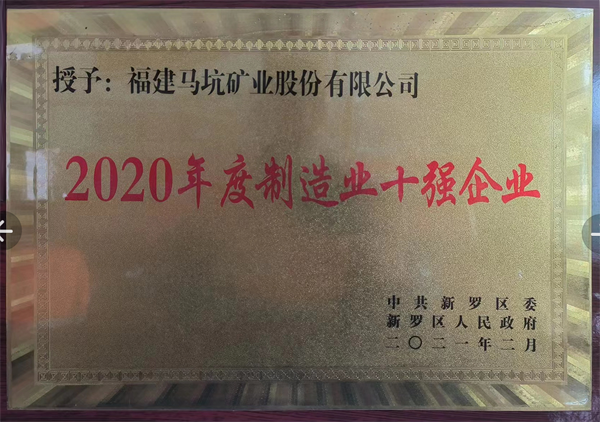 授予：福建马坑矿业股份有限公司
2020年度制造业十强企业
中共新罗区委
新罗区人民政府
二〇二一年二月